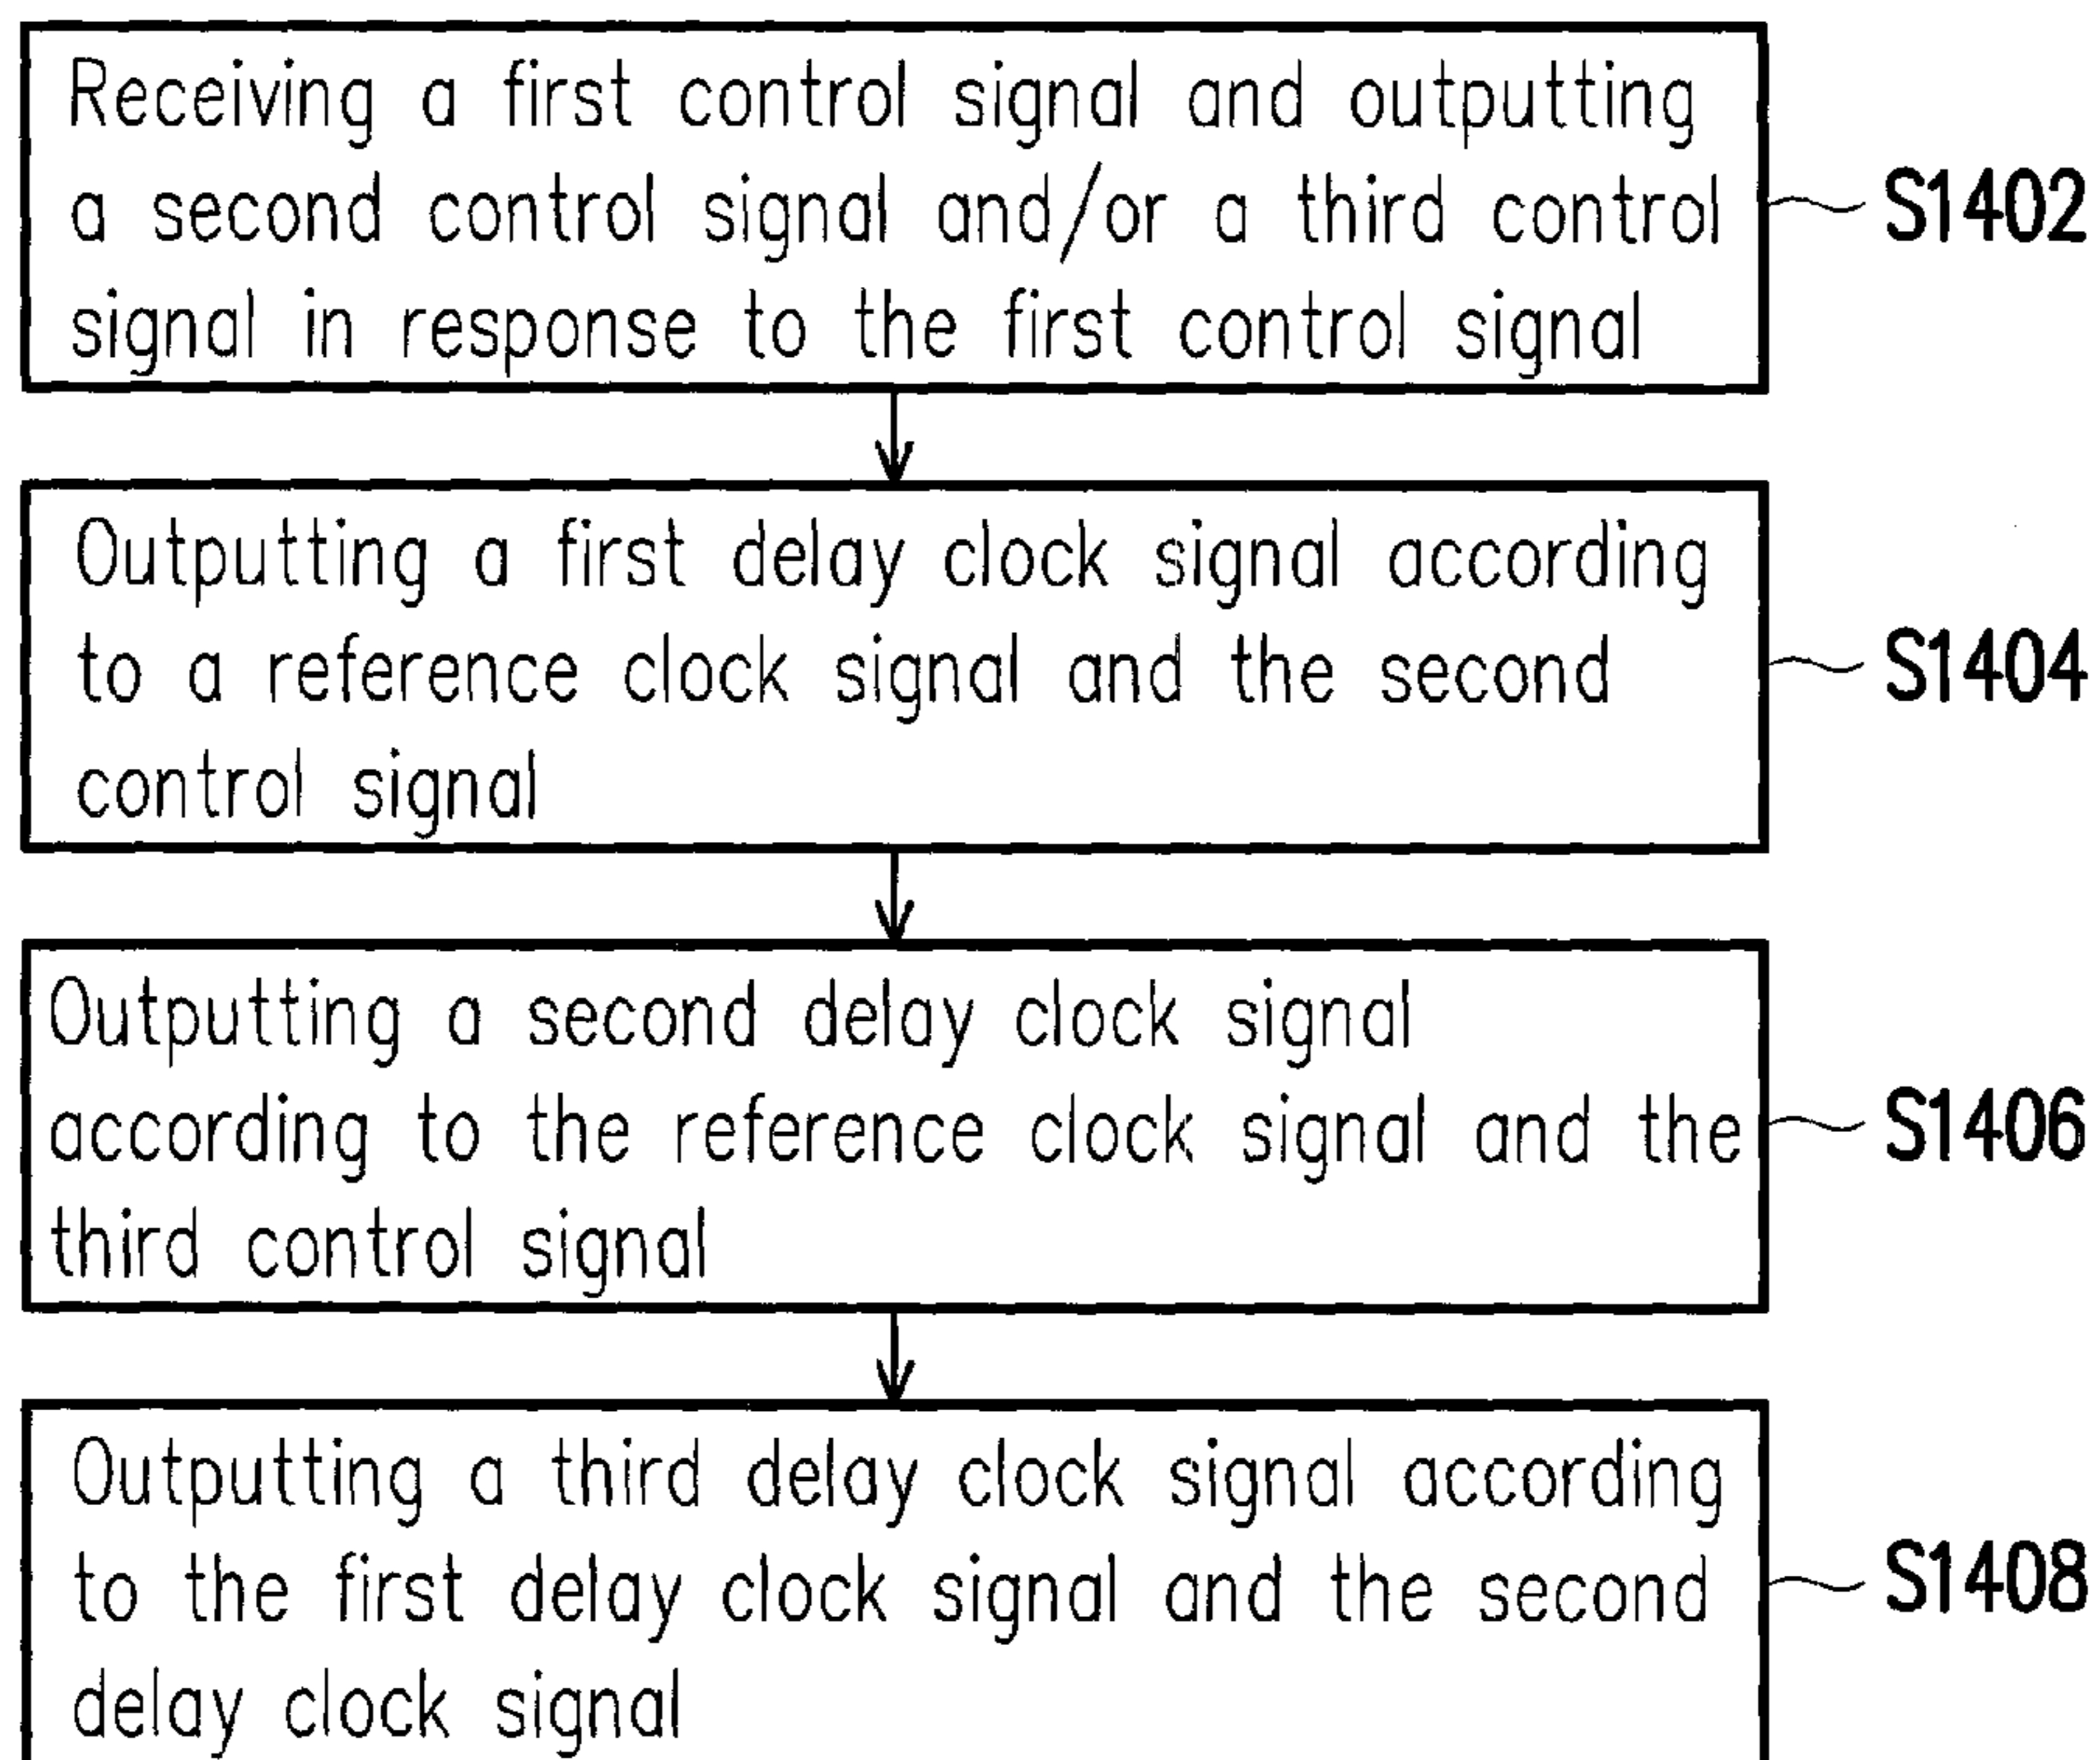 Receiving a first control signal and outputting
a second control signal and/or a third control
signal in response to the first control signal
S1402
Outputting a first delay clock signal according
to a reference clock signal and the second
control signal
S1404
Outputting a second delay clock signal
according to the reference clock signal and the
third control signal
S1406
Outputting a third delay clock signal according
to the first delay clock signal and the second
delay clock signal
S1408